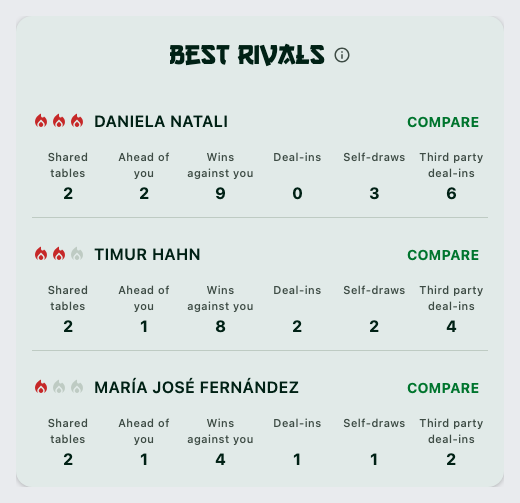 BEST RIVALS
DANIELA NATALI COMPARE
Shared tables Ahead of you Wins against you Deal-ins Self-draws Third party deal-ins
2 2 9 0 3 6
TIMUR HAHN COMPARE
Shared tables Ahead of you Wins against you Deal-ins Self-draws Third party deal-ins
2 1 8 2 2 4
MARÍA JOSÉ FERNÁNDEZ COMPARE
Shared tables Ahead of you Wins against you Deal-ins Self-draws Third party deal-ins
2 1 4 1 1 2